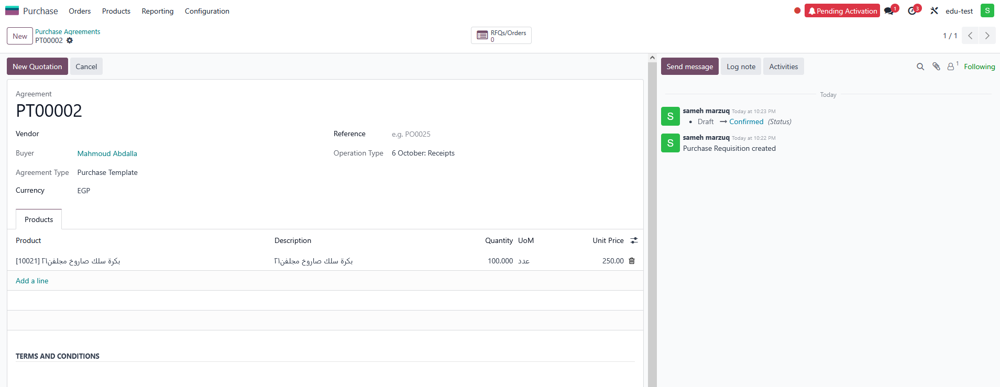 Purchase Orders Products Reporting Configuration
Pending Activation 1 3 edu-test S
New Purchase Agreements
PT00002
RFQs/Orders
0
1 / 1
New Quotation Cancel
Send message Log note Activities 1 Following
Agreement
PT00002
Vendor
Reference e.g. PO0025
Buyer Mahmoud Abdalla
Operation Type 6 October: Receipts
Agreement Type Purchase Template
Currency EGP
Products
Product Description Quantity UoM Unit Price
[10021] بكرة سلك صاروخ مجلفن٢١ بكرة سلك صاروخ مجلفن٢١ 100.000 عدد 250.00
Add a line
TERMS AND CONDITIONS
Today
S sameh marzuq Today at 10:23 PM
• Draft → Confirmed (Status)
S sameh marzuq Today at 10:22 PM
Purchase Requisition created